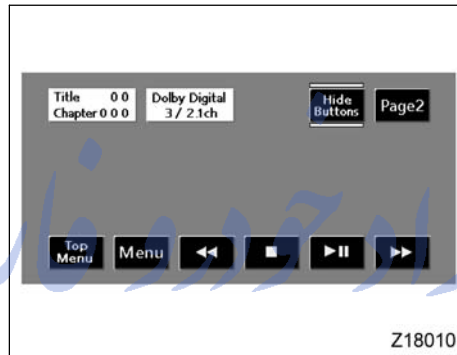 Title 0 0
Chapter 0 0 0
Dolby Digital
3 / 2.1ch
Hide
Buttons
Page2
Top
Menu
Menu
Z18010